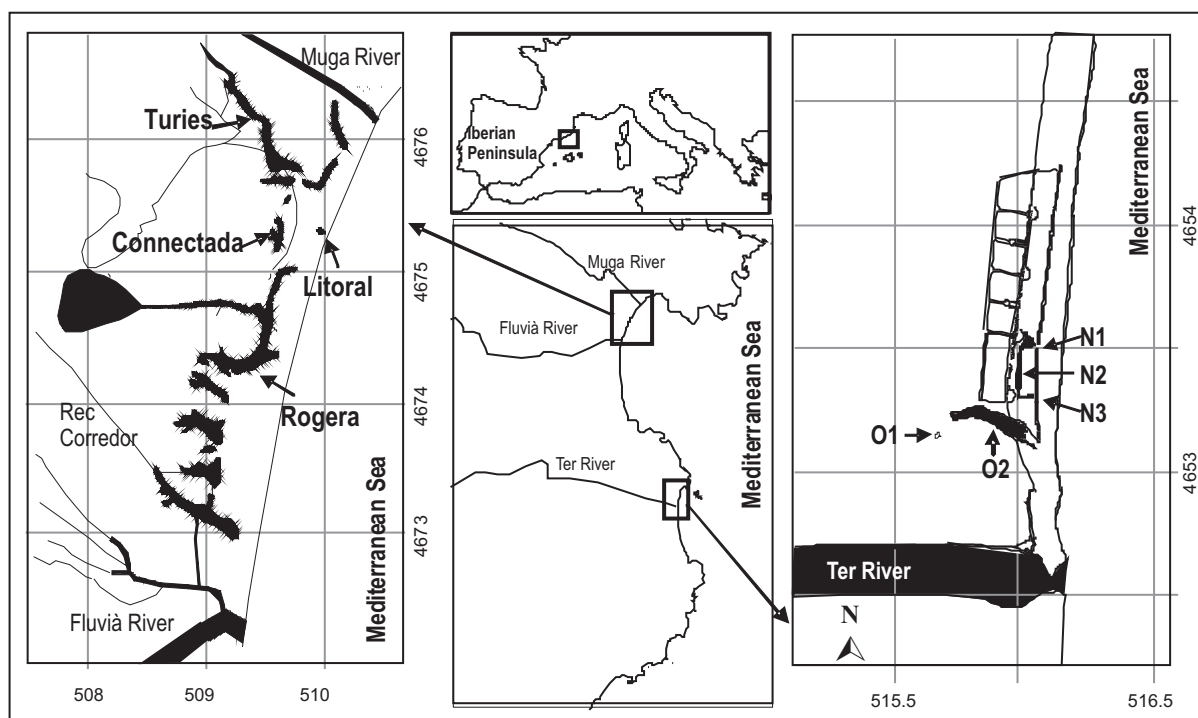 Muga River
Turies
Connectada
Litoral
Rogera
Rec
Corredor
Fluvià River
Mediterranean Sea
4676
4675
4674
4673
508
509
510
Iberian
Peninsula
Muga River
Fluvià River
Ter River
Mediterranean Sea
Mediterranean Sea
4654
4653
N1
N2
N3
O1
O2
Ter River
N
515.5
516.5